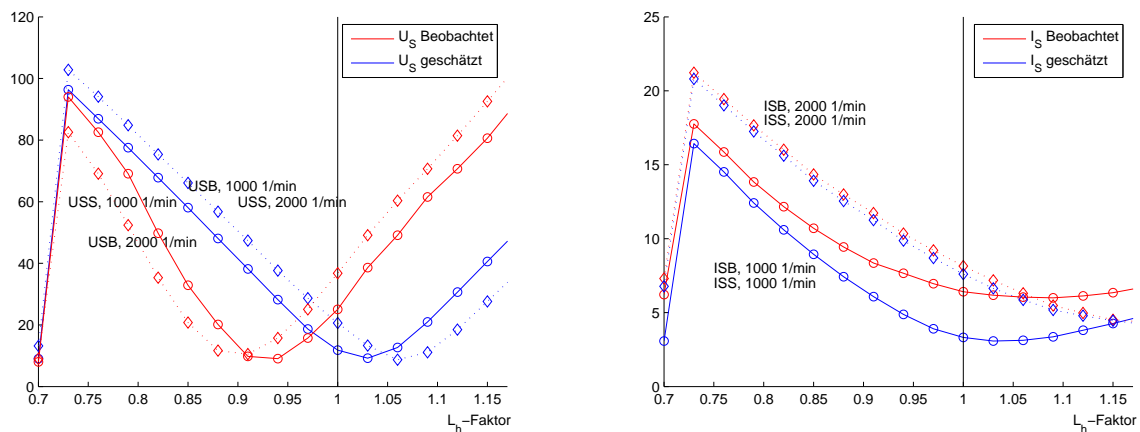 120
100
80
60
40
20
0
U_S Beobachtet
U_S geschätzt
USB, 1000 1/min
USS, 1000 1/min
USS, 2000 1/min
USB, 2000 1/min
0.7 0.75 0.8 0.85 0.9 0.95 1 1.05 1.1 1.15
L_h-Faktor
25
20
15
10
5
0
I_S Beobachtet
I_S geschätzt
ISB, 2000 1/min
ISS, 2000 1/min
ISB, 1000 1/min
ISS, 1000 1/min
0.7 0.75 0.8 0.85 0.9 0.95 1 1.05 1.1 1.15
L_h-Faktor